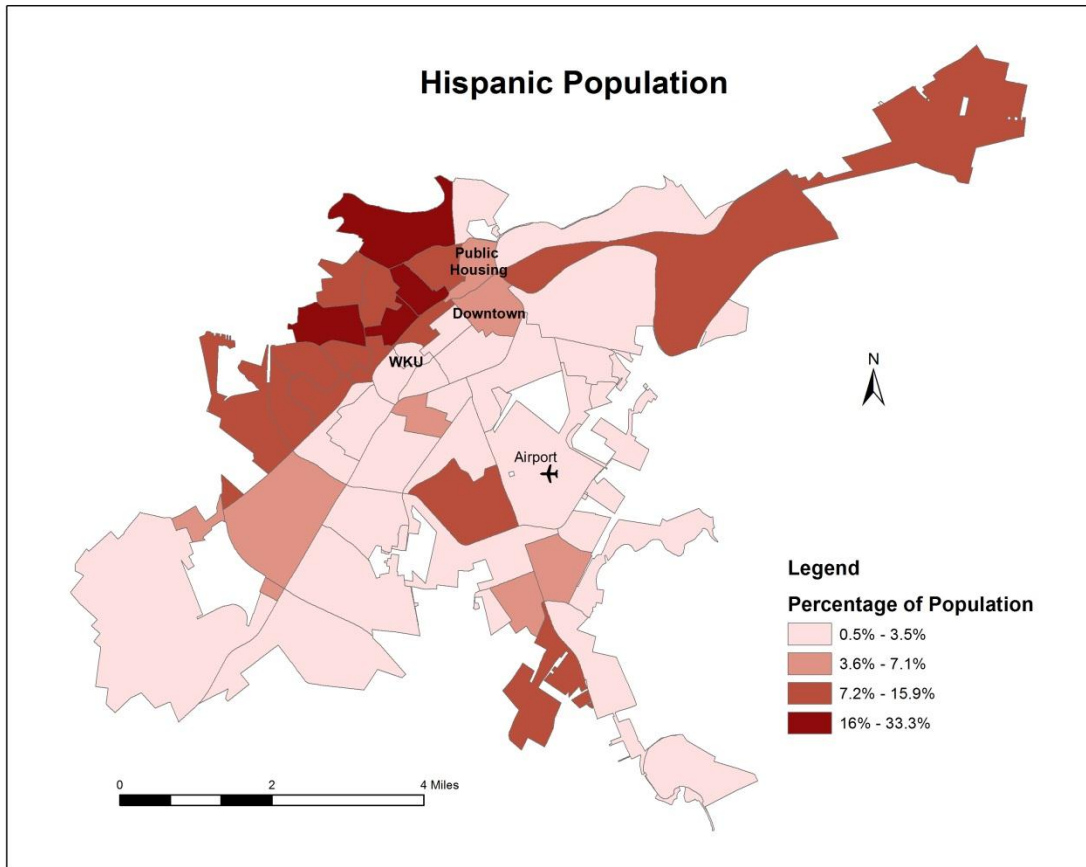 Hispanic Population
Public
Housing
Downtown
WKU
Airport
N
Legend
Percentage of Population
0.5% - 3.5%
3.6% - 7.1%
7.2% - 15.9%
16% - 33.3%
0 2 4 Miles